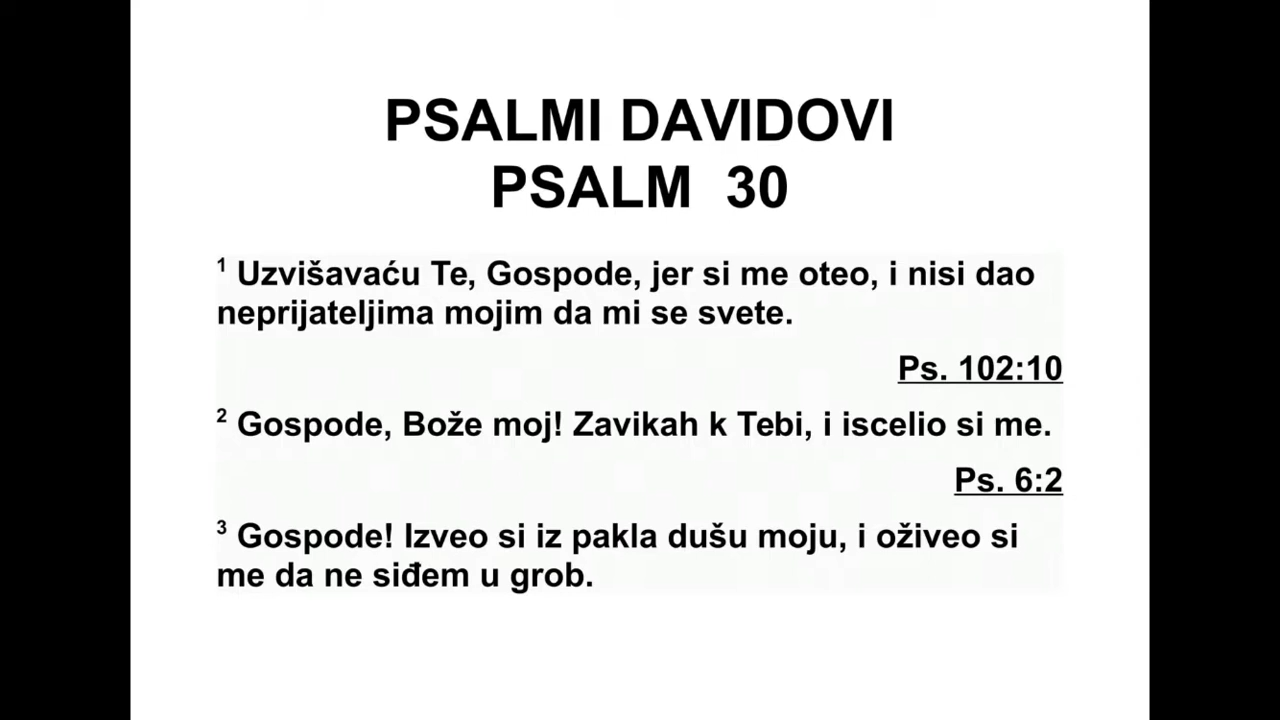 PSALMI DAVIDOVI
PSALM 30
1 Uzvišavaću Te, Gospode, jer si me oteo, i nisi dao
neprijateljima mojim da mi se svete.
Ps. 102:10
2 Gospode, Bože moj! Zavikah k Tebi, i iscelio si me.
Ps. 6:2
3 Gospode! Izveo si iz pakla dušu moju, i oživeo si
me da ne siđem u grob.